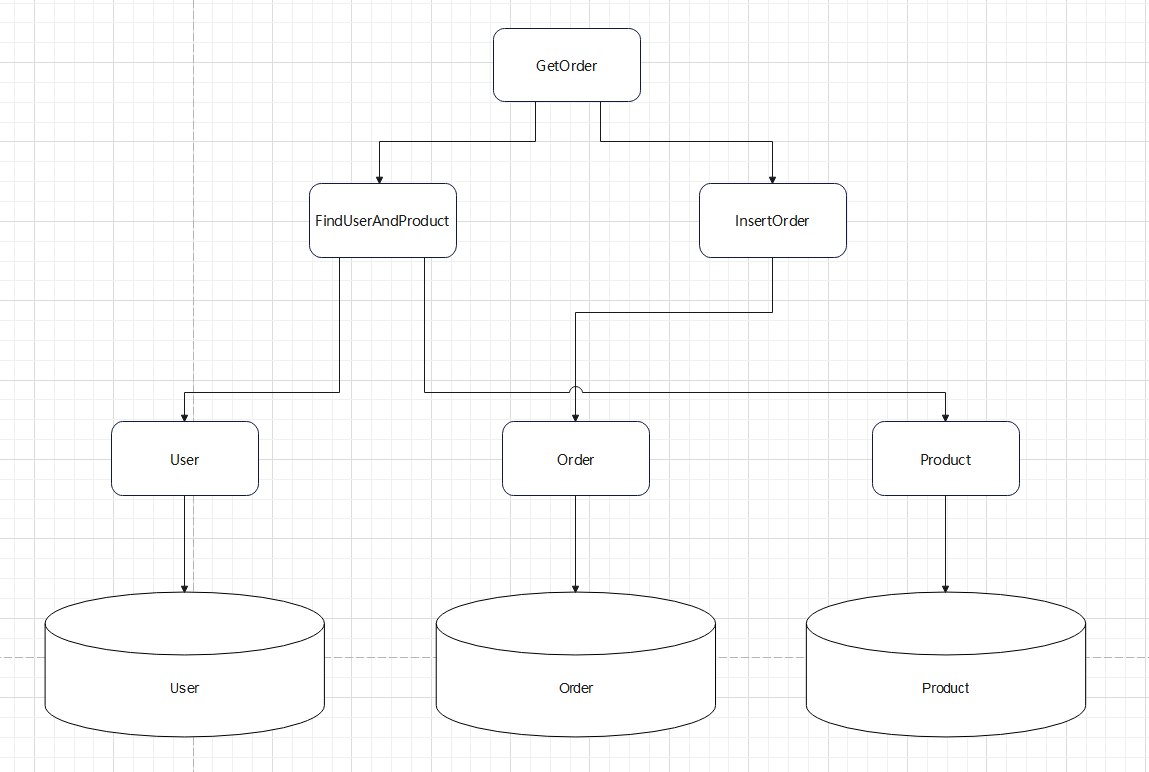 GetOrder
FindUserAndProduct
InsertOrder
User
Order
Product
User
Order
Product